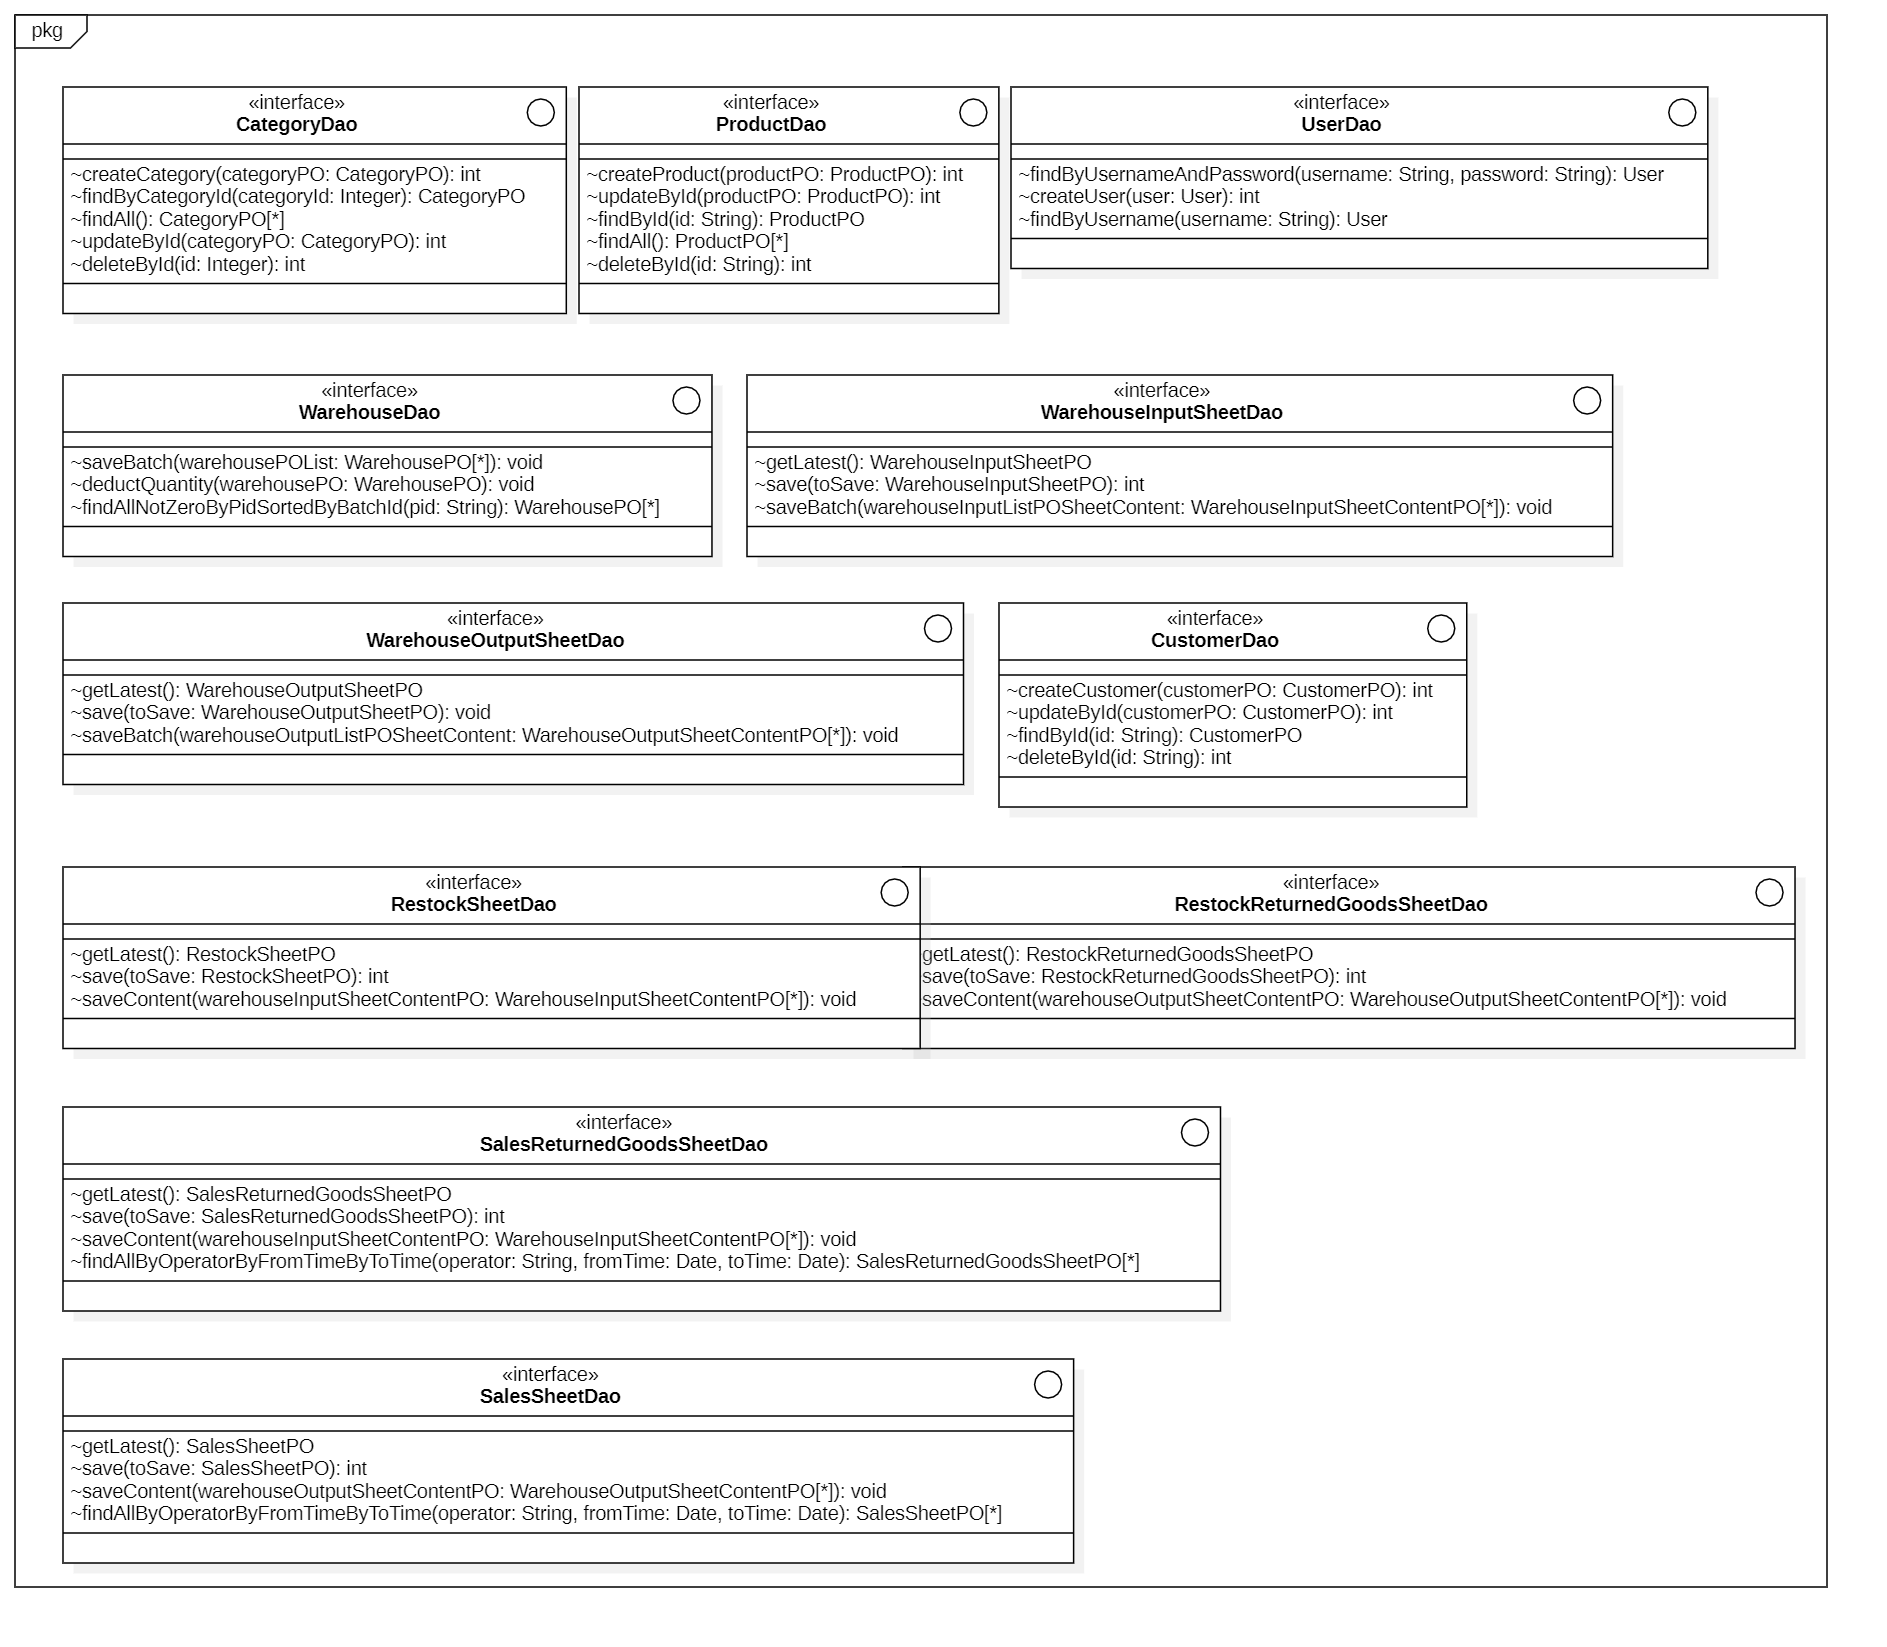 pkg
«interface»
CategoryDao
~createCategory(categoryPO: CategoryPO): int
~findByCategoryId(categoryId: Integer): CategoryPO
~findAll(): CategoryPO[*]
~updateById(categoryPO: CategoryPO): int
~deleteById(id: Integer): int
«interface»
ProductDao
~createProduct(productPO: ProductPO): int
~updateById(productPO: ProductPO): int
~findById(id: String): ProductPO
~findAll(): ProductPO[*]
~deleteById(id: String): int
«interface»
UserDao
~findByUsernameAndPassword(username: String, password: String): User
~createUser(user: User): int
~findByUsername(username: String): User
«interface»
WarehouseDao
~saveBatch(warehousePOList: WarehousePO[*]): void
~deductQuantity(warehousePO: WarehousePO): void
~findAllNotZeroByPidSortedByBatchId(pid: String): WarehousePO[*]
«interface»
WarehouseInputSheetDao
~getLatest(): WarehouseInputSheetPO
~save(toSave: WarehouseInputSheetPO): int
~saveBatch(warehouseInputListPOSheetContent: WarehouseInputSheetContentPO[*]): void
«interface»
WarehouseOutputSheetDao
~getLatest(): WarehouseOutputSheetPO
~save(toSave: WarehouseOutputSheetPO): void
~saveBatch(warehouseOutputListPOSheetContent: WarehouseOutputSheetContentPO[*]): void
«interface»
CustomerDao
~createCustomer(customerPO: CustomerPO): int
~updateById(customerPO: CustomerPO): int
~findById(id: String): CustomerPO
~deleteById(id: String): int
«interface»
RestockSheetDao
~getLatest(): RestockSheetPO
~save(toSave: RestockSheetPO): int
~saveContent(warehouseInputSheetContentPO: WarehouseInputSheetContentPO[*]): void
«interface»
RestockReturnedGoodsSheetDao
getLatest(): RestockReturnedGoodsSheetPO
save(toSave: RestockReturnedGoodsSheetPO): int
saveContent(warehouseOutputSheetContentPO: WarehouseOutputSheetContentPO[*]): void
«interface»
SalesReturnedGoodsSheetDao
~getLatest(): SalesReturnedGoodsSheetPO
~save(toSave: SalesReturnedGoodsSheetPO): int
~saveContent(warehouseInputSheetContentPO: WarehouseInputSheetContentPO[*]): void
~findAllByOperatorByFromTimeByToTime(operator: String, fromTime: Date, toTime: Date): SalesReturnedGoodsSheetPO[*]
«interface»
SalesSheetDao
~getLatest(): SalesSheetPO
~save(toSave: SalesSheetPO): int
~saveContent(warehouseOutputSheetContentPO: WarehouseOutputSheetContentPO[*]): void
~findAllByOperatorByFromTimeByToTime(operator: String, fromTime: Date, toTime: Date): SalesSheetPO[*]